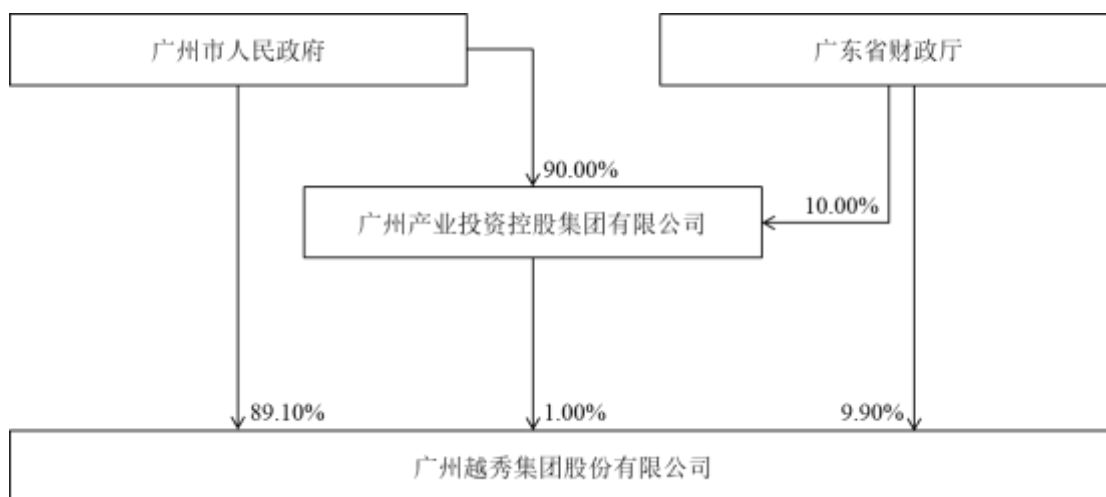 广州市人民政府
广东省财政厅
90.00%
10.00%
广州产业投资控股集团有限公司
89.10%
1.00%
9.90%
广州越秀集团股份有限公司